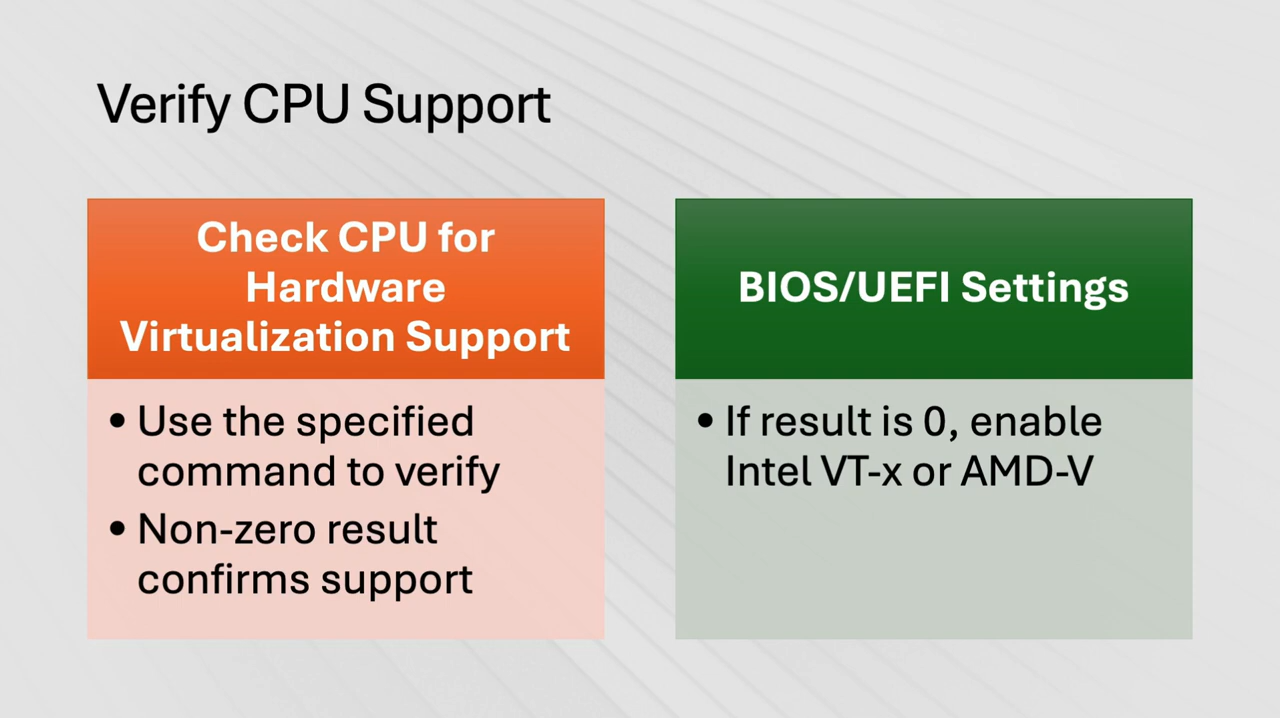 Verify CPU Support
Check CPU for
Hardware
Virtualization Support
• Use the specified
command to verify
• Non-zero result
confirms support
BIOS/UEFI Settings
• If result is 0, enable
Intel VT-x or AMD-V